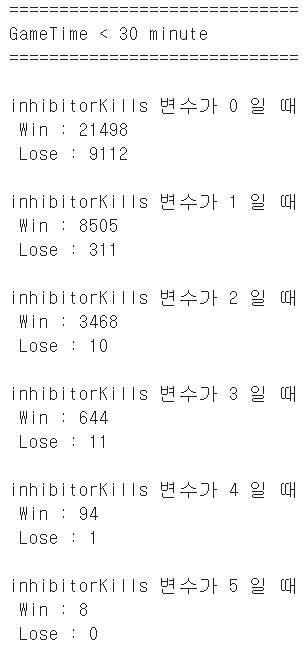 ==============================
GameTime < 30 minute
==============================
inhibitorKills 변수가 0 일 때
Win : 21498
Lose : 9112
inhibitorKills 변수가 1 일 때
Win : 8505
Lose : 311
inhibitorKills 변수가 2 일 때
Win : 3468
Lose : 10
inhibitorKills 변수가 3 일 때
Win : 644
Lose : 11
inhibitorKills 변수가 4 일 때
Win : 94
Lose : 1
inhibitorKills 변수가 5 일 때
Win : 8
Lose : 0